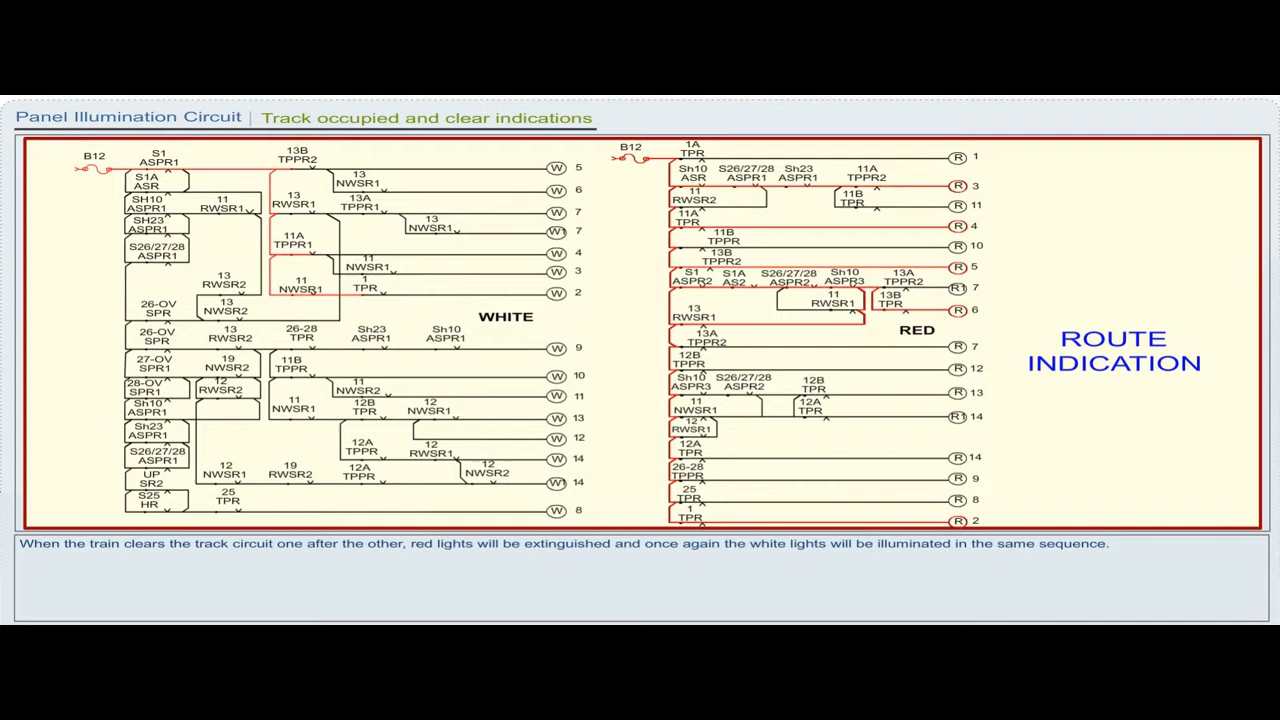 Panel Illumination Circuit | Track occupied and clear indications
B12
S1
ASPR1
13B
TPPR2
W 5
S1A
ASR
13
NWSR1
W 6
SH10
ASPR1
11
RWSR1
13
RWSR1
13A
TPPR1
W 7
SH23
ASPR1
13
NWSR1
W1 7
S26/27/28
ASPR1
11A
TPPR1
W 4
11
NWSR1
W 3
13
RWSR2
11
NWSR1
1
TPR
W 2
26-OV
SPR
13
NWSR2
WHITE
26-OV
SPR
13
RWSR2
26-28
TPR
Sh23
ASPR1
Sh10
ASPR1
W 9
27-OV
SPR1
19
NWSR2
11B
TPPR
W 10
28-OV
SPR1
12
RWSR2
11
NWSR2
W 11
Sh10
ASPR1
11
NWSR1
12B
TPR
12
NWSR1
W 13
Sh23
ASPR1
W 12
S26/27/28
ASPR1
12A
TPPR
12
RWSR1
W 14
UP
SR2
12
NWSR1
19
RWSR2
12A
TPPR
12
NWSR2
W1 14
S25
HR
25
TPR
W 8
B12
1A
TPR
R 1
Sh10
ASR
S26/27/28
ASPR1
Sh23
ASPR1
11A
TPPR2
R 3
11
RWSR2
11B
TPR
R 11
11A
TPR
R 4
11B
TPPR
R 10
13B
TPPR2
R 5
S1
ASPR2
S1A
AS2
S26/27/28
ASPR2
Sh10
ASPR3
13A
TPPR2
R1 7
11
RWSR1
13B
TPR
R 6
13
RWSR1
RED
13A
TPPR2
R 7
12B
TPPR
R 12
Sh10
ASPR3
S26/27/28
ASPR2
12B
TPR
R 13
11
NWSR1
12A
TPR
R1 14
12
RWSR1
12A
TPR
R 14
26-28
TPPR
R 9
25
TPR
R 8
1
TPR
R 2
ROUTE
INDICATION
When the train clears the track circuit one after the other, red lights will be extinguished and once again the white lights will be illuminated in the same sequence.